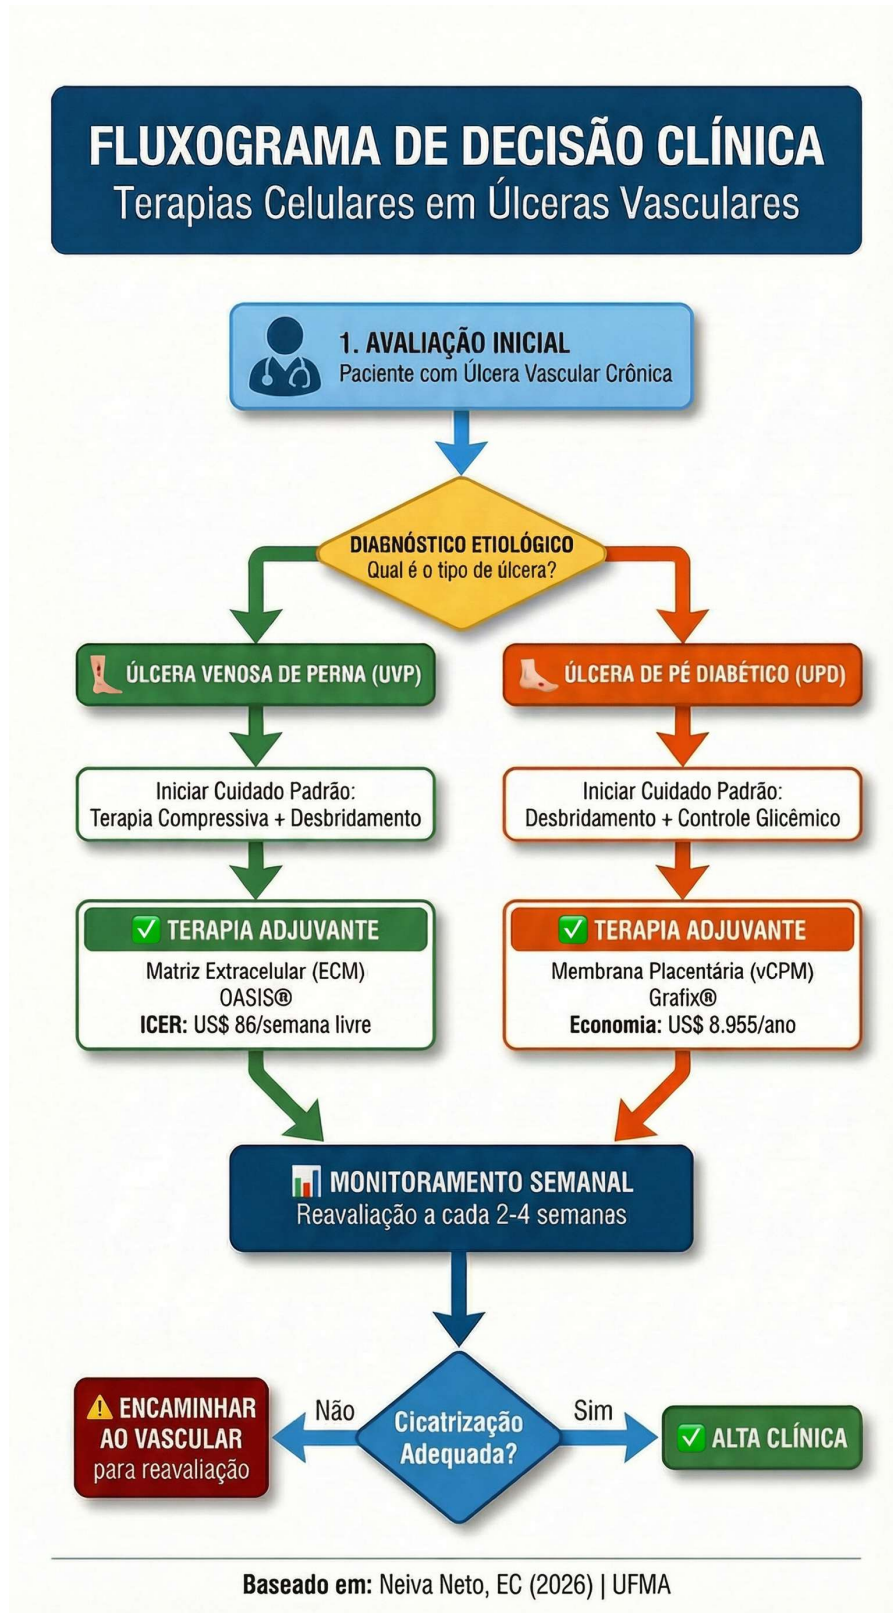 FLUXOGRAMA DE DECISÃO CLÍNICA
Terapias Celulares em Úlceras Vasculares
1. AVALIAÇÃO INICIAL
Paciente com Úlcera Vascular Crônica
DIAGNÓSTICO ETIOLÓGICO
Qual é o tipo de úlcera?
ÚLCERA VENOSA DE PERNA (UVP)
Iniciar Cuidado Padrão:
Terapia Compressiva + Desbridamento
TERAPIA ADJUVANTE
Matriz Extracelular (ECM)
OASIS®
ICER: US$ 86/semana livre
ÚLCERA DE PÉ DIABÉTICO (UPD)
Iniciar Cuidado Padrão:
Desbridamento + Controle Glicêmico
TERAPIA ADJUVANTE
Membrana Placentária (vCPM)
Grafix®
Economia: US$ 8.955/ano
MONITORAMENTO SEMANAL
Reavaliação a cada 2-4 semanas
Cicatrização
Adequada?
Não
ENCAMINHAR
AO VASCULAR
para reavaliação
Sim
ALTA CLÍNICA
Baseado em: Neiva Neto, EC (2026) | UFMA